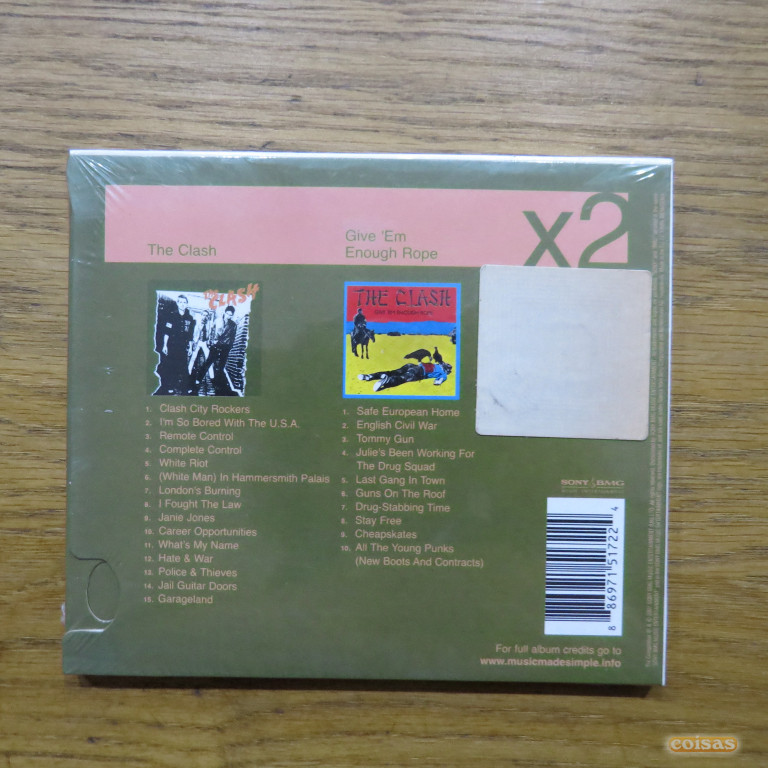 x2
The Clash
Give 'Em
Enough Rope
THE CLASH
THE CLASH
GIVE 'EM ENOUGH ROPE
1. Clash City Rockers
2. I'm So Bored With The U.S.A.
3. Remote Control
4. Complete Control
5. White Riot
6. (White Man) In Hammersmith Palais
7. London's Burning
8. I Fought The Law
9. Janie Jones
10. Career Opportunities
11. What's My Name
12. Hate & War
13. Police & Thieves
14. Jail Guitar Doors
15. Garageland
1. Safe European Home
2. English Civil War
3. Tommy Gun
4. Julie's Been Working For
The Drug Squad
5. Last Gang In Town
6. Guns On The Roof
7. Drug-Stabbing Time
8. Stay Free
9. Cheapskates
10. All The Young Punks
(New Boots And Contracts)
SONY BMG
8 86971 51722 4
For full album credits go to
www.musicmadesimple.info
coisas